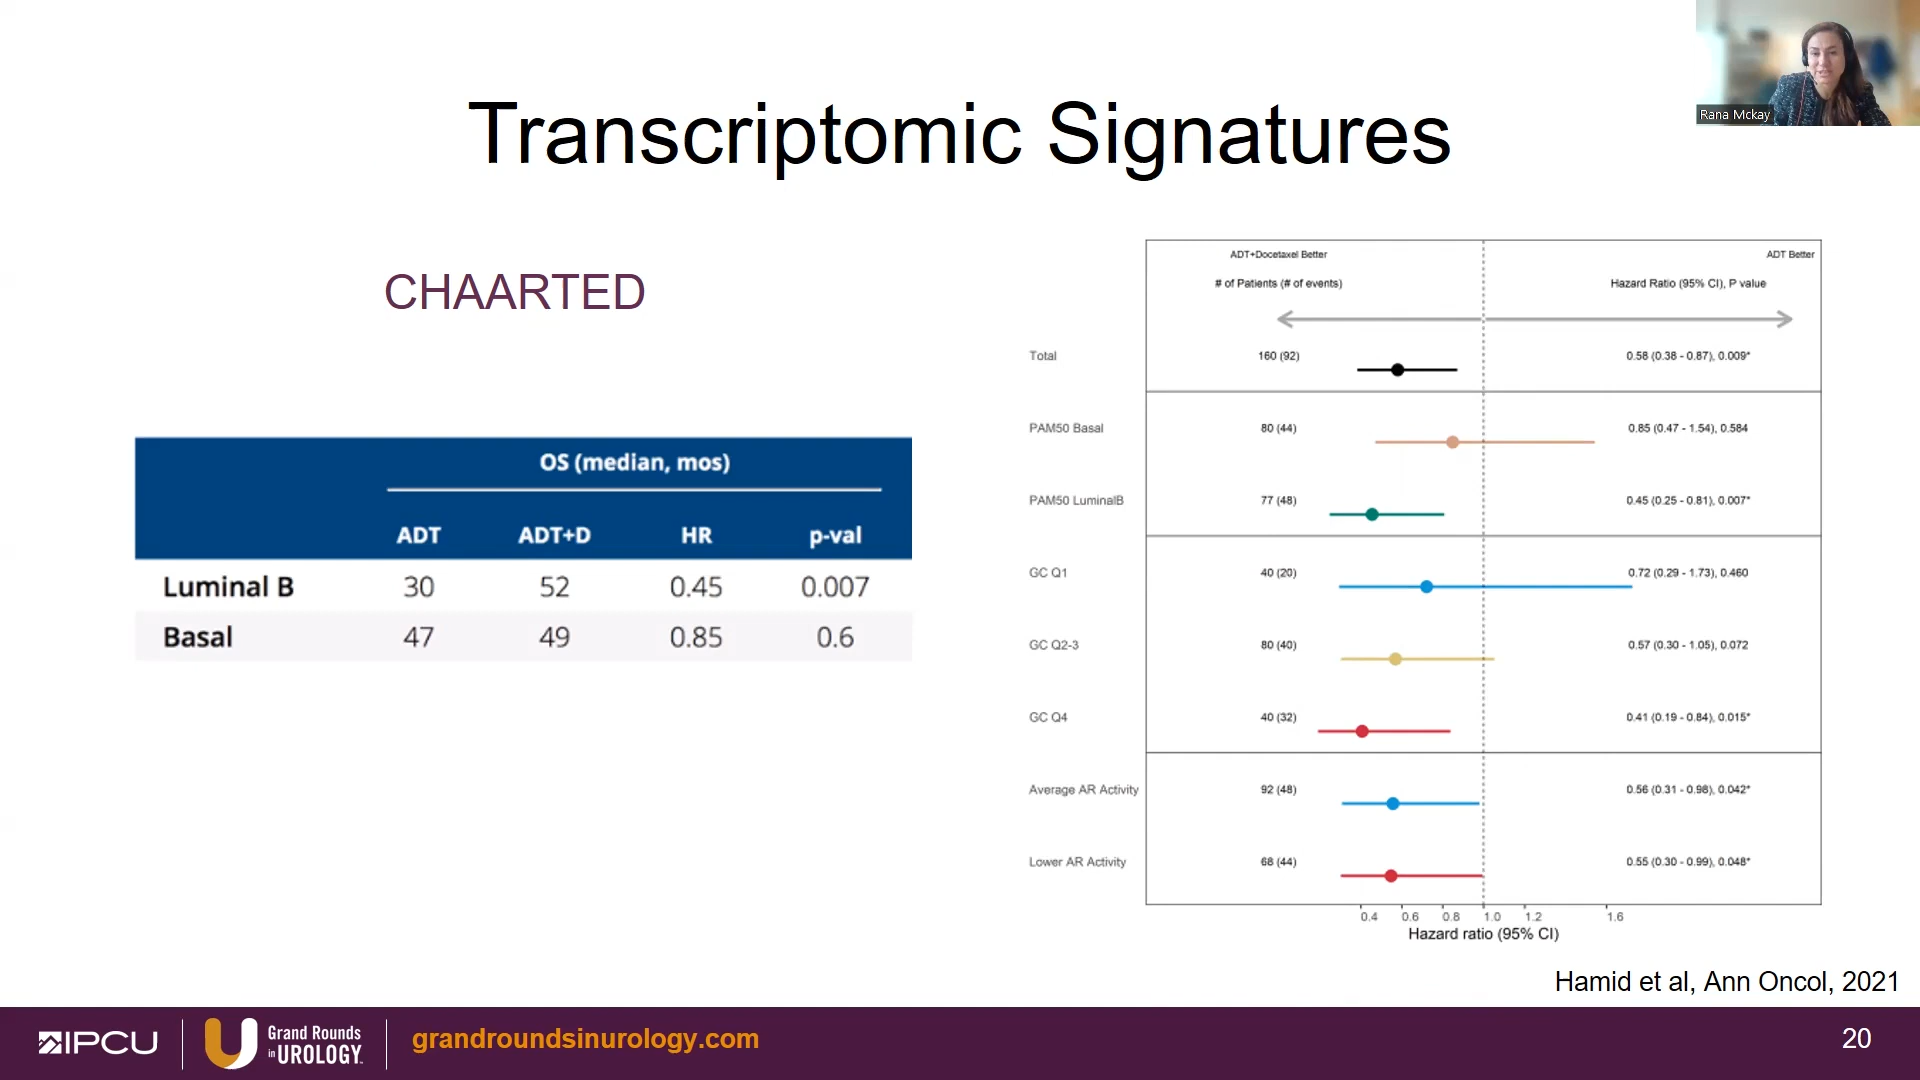 Rana Mckay
Transcriptomic Signatures
CHAARTED
OS (median, mos)
ADT ADT+D HR p-val
Luminal B 30 52 0.45 0.007
Basal 47 49 0.85 0.6
ADT+Docetaxel Better ADT Better
# of Patients (# of events) Hazard Ratio (95% CI), P value
Total 160 (92) 0.58 (0.38 - 0.87), 0.009*
PAM50 Basal 80 (44) 0.85 (0.47 - 1.54), 0.584
PAM50 LuminalB 77 (48) 0.45 (0.25 - 0.81), 0.007*
GC Q1 40 (20) 0.72 (0.29 - 1.73), 0.460
GC Q2-3 80 (40) 0.57 (0.30 - 1.05), 0.072
GC Q4 40 (32) 0.41 (0.19 - 0.84), 0.015*
Average AR Activity 92 (48) 0.56 (0.31 - 0.98), 0.042*
Lower AR Activity 68 (44) 0.55 (0.30 - 0.99), 0.048*
0.4 0.6 0.8 1.0 1.2 1.6
Hazard ratio (95% CI)
Hamid et al, Ann Oncol, 2021
IPCU
Grand Rounds
in UROLOGY
grandroundsinurology.com
20